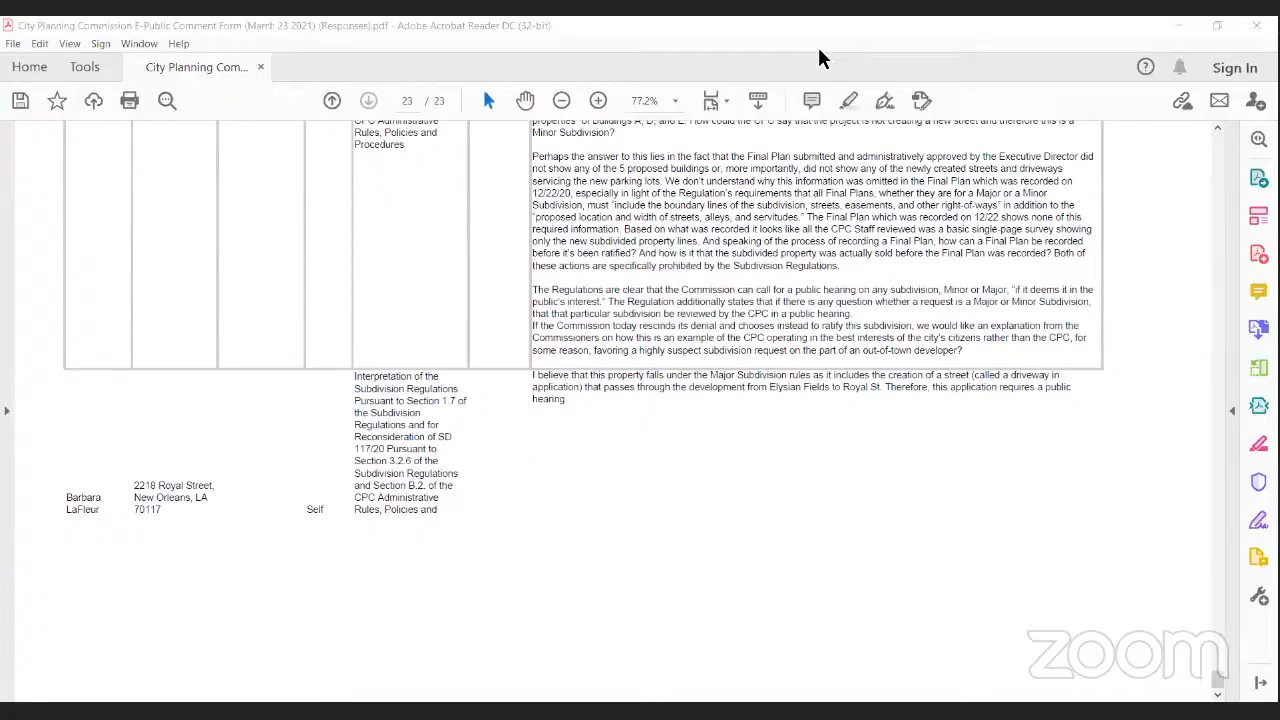 City Planning Commission E-Public Comment Form (March 23 2021) (Responses).pdf - Adobe Acrobat Reader DC (32-bit)
File Edit View Sign Window Help
Home Tools City Planning Com... × Sign In
23 / 23 77.2%
CPC Administrative
Rules, Policies and
Procedures
properties" of Buildings A, D, and E. How could the CPC say that the project is not creating a new street and therefore this is a
Minor Subdivision?
Perhaps the answer to this lies in the fact that the Final Plan submitted and administratively approved by the Executive Director did
not show any of the 5 proposed buildings or, more importantly, did not show any of the newly created streets and driveways
servicing the new parking lots. We don't understand why this information was omitted in the Final Plan which was recorded on
12/22/20, especially in light of the Regulation's requirements that all Final Plans, whether they are for a Major or a Minor
Subdivision, must "include the boundary lines of the subdivision, streets, easements, and other right-of-ways" in addition to the
"proposed location and width of streets, alleys, and servitudes." The Final Plan which was recorded on 12/22 shows none of this
required information. Based on what was recorded it looks like all the CPC Staff reviewed was a basic single-page survey showing
only the new subdivided property lines. And speaking of the process of recording a Final Plan, how can a Final Plan be recorded
before it's been ratified? And how is it that the subdivided property was actually sold before the Final Plan was recorded? Both of
these actions are specifically prohibited by the Subdivision Regulations.
The Regulations are clear that the Commission can call for a public hearing on any subdivision, Minor or Major, "if it deems it in the
public's interest." The Regulation additionally states that if there is any question whether a request is a Major or Minor Subdivision,
that that particular subdivision be reviewed by the CPC in a public hearing.
If the Commission today rescinds its denial and chooses instead to ratify this subdivision, we would like an explanation from the
Commissioners on how this is an example of the CPC operating in the best interests of the city's citizens rather than the CPC, for
some reason, favoring a highly suspect subdivision request on the part of an out-of-town developer?
Barbara
LaFleur
2218 Royal Street,
New Orleans, LA
70117
Self
Interpretation of the
Subdivision Regulations
Pursuant to Section 1.7 of
the Subdivision
Regulations and for
Reconsideration of SD
117/20 Pursuant to
Section 3.2.6 of the
Subdivision Regulations
and Section B.2. of the
CPC Administrative
Rules, Policies and
I believe that this property falls under the Major Subdivision rules as it includes the creation of a street (called a driveway in
application) that passes through the development from Elysian Fields to Royal St. Therefore, this application requires a public
hearing.
zoom